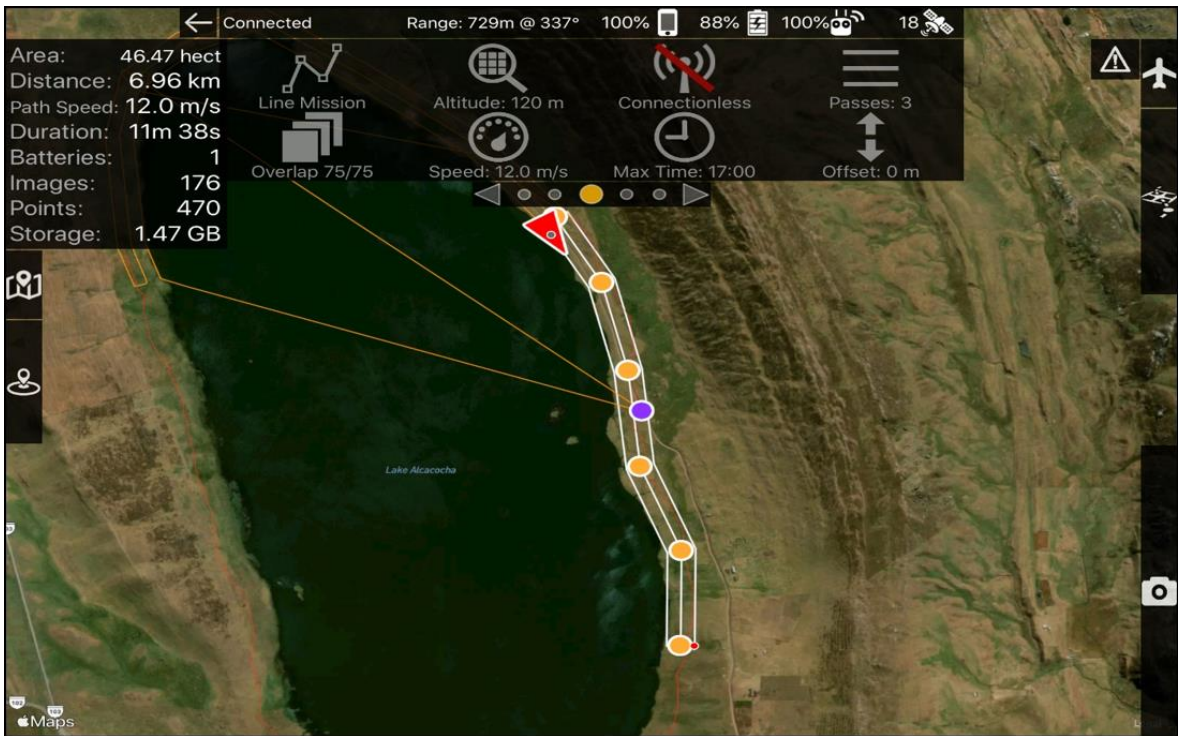 Connected Range: 729m @ 337° 100% 88% 100% 18
Area: 46.47 hect
Distance: 6.96 km
Path Speed: 12.0 m/s
Duration: 11m 38s
Batteries: 1
Images: 176
Points: 470
Storage: 1.47 GB
Line Mission
Altitude: 120 m
Connectionless
Passes: 3
Overlap 75/75
Speed: 12.0 m/s
Max Time: 17:00
Offset: 0 m
Lake Alcacocha
102
103
Maps